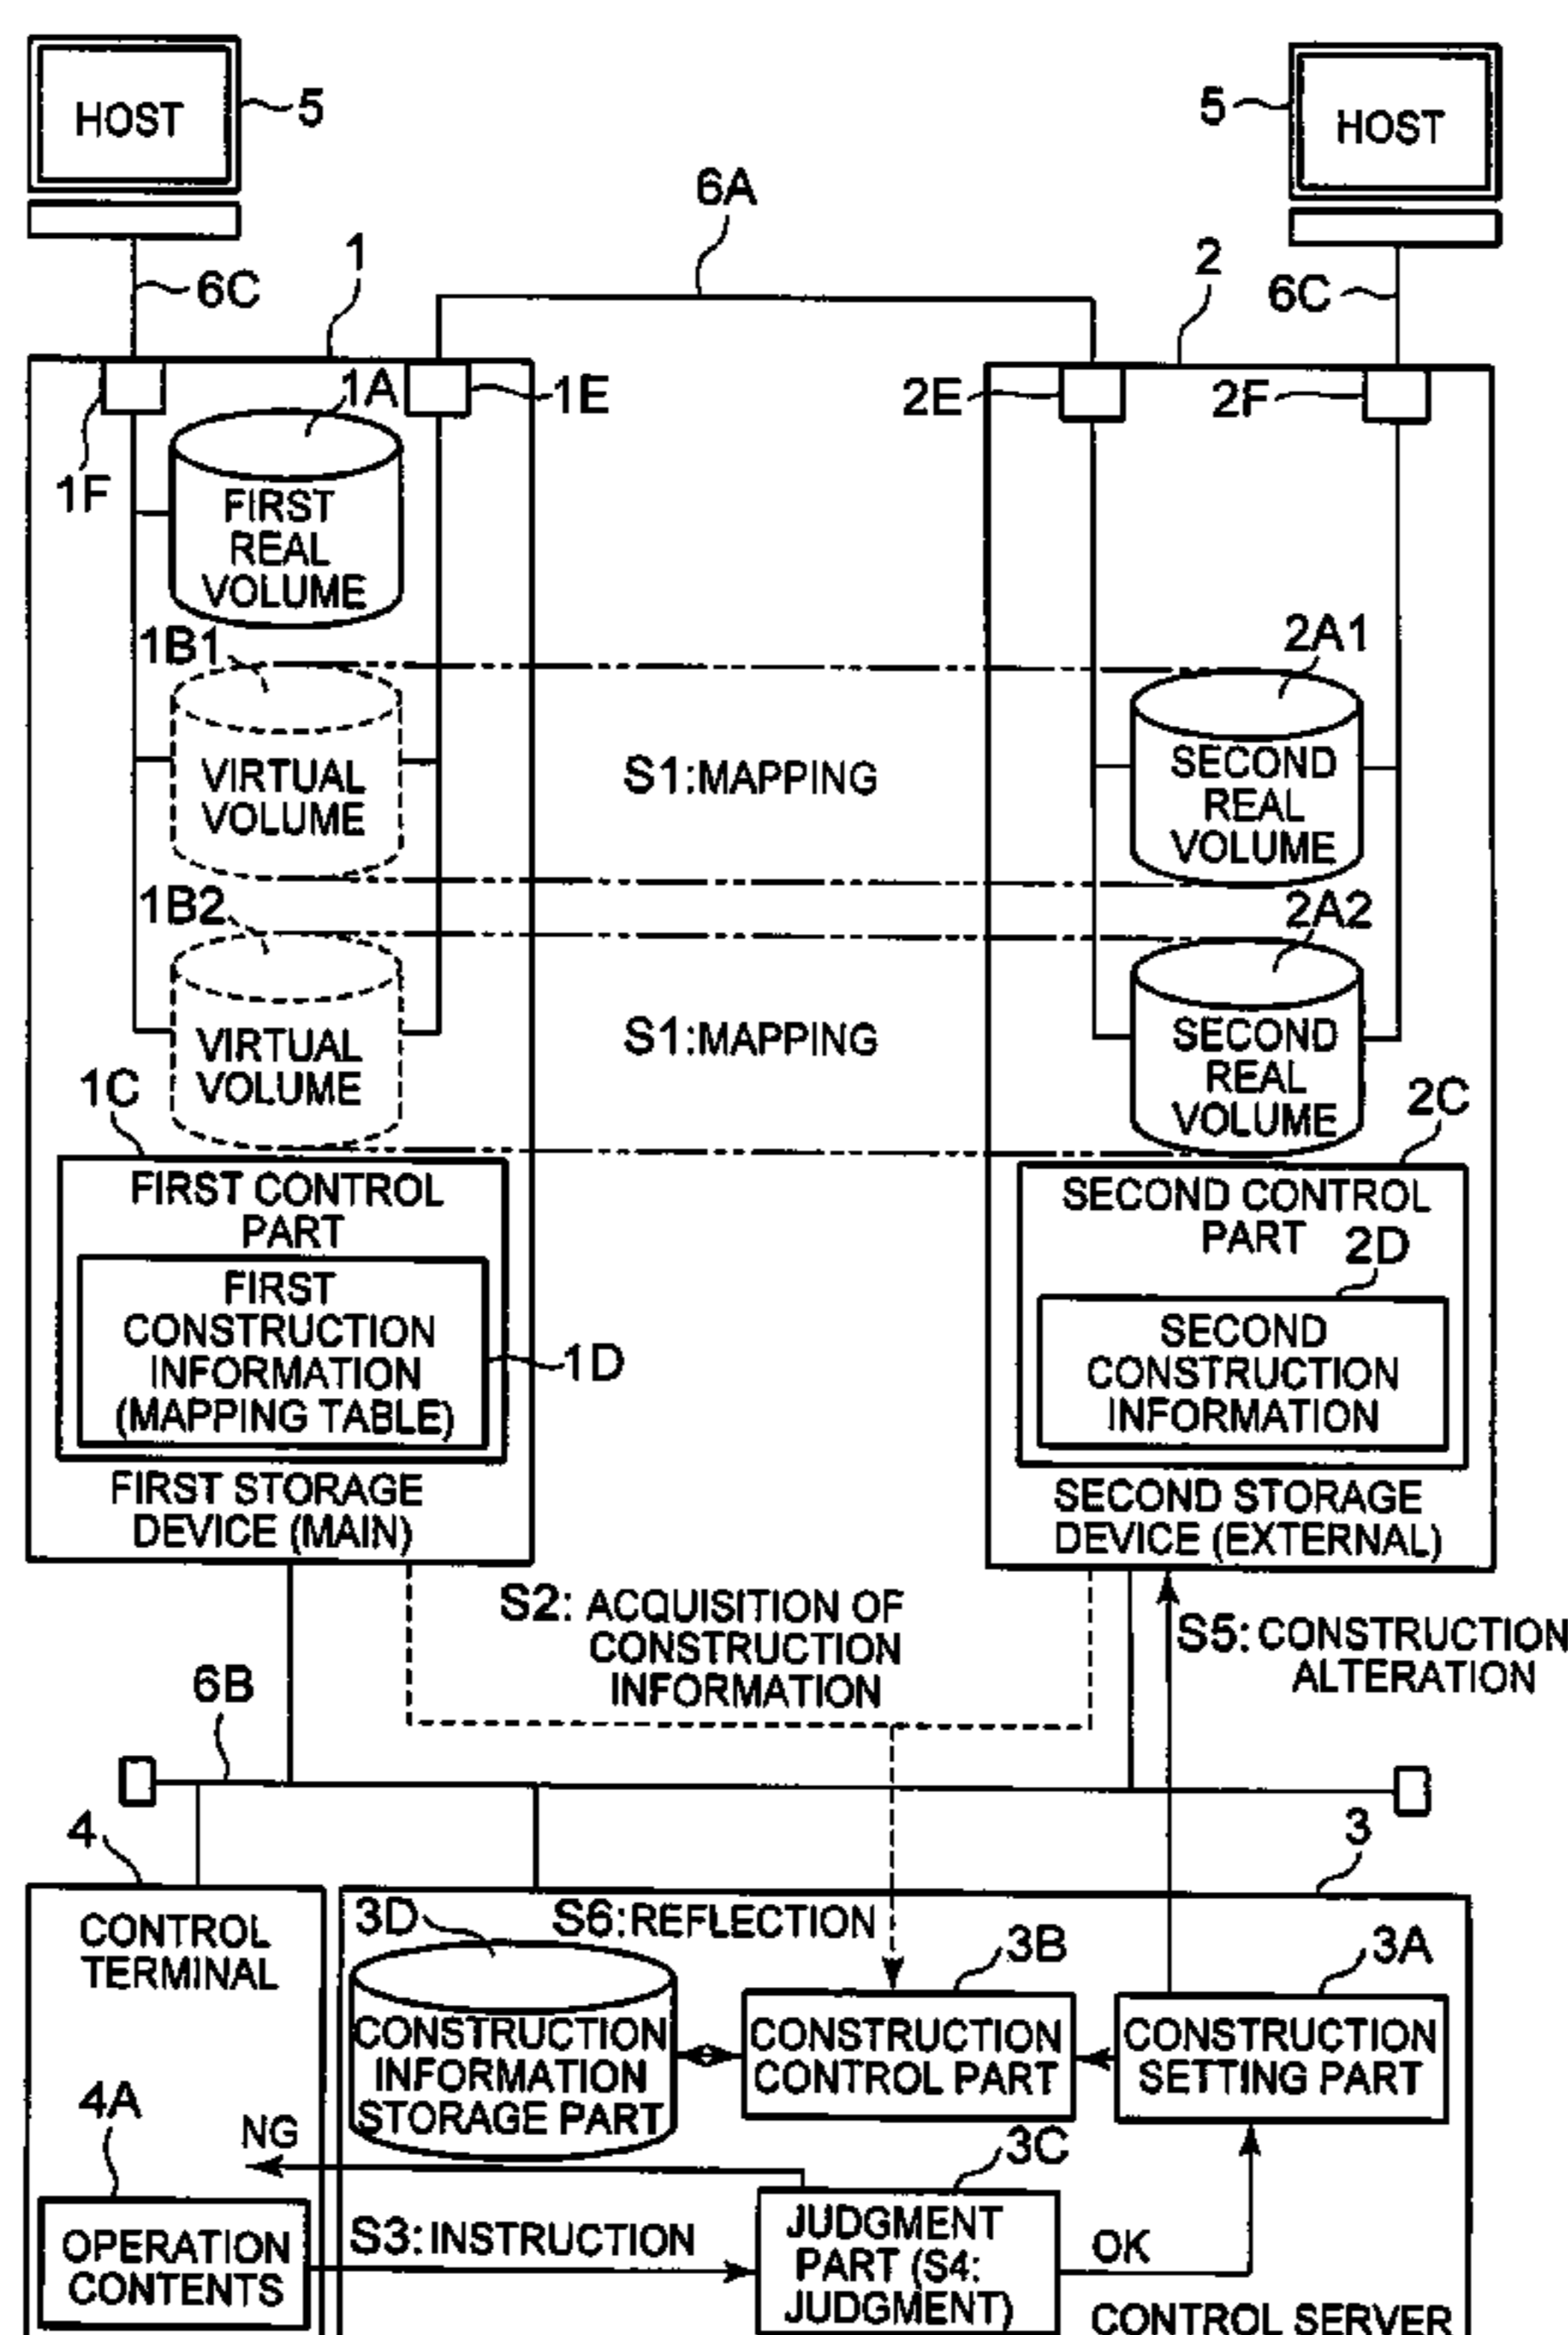 HOST
5
5
HOST
6A
6C
1
2
6C
1A
1E
2E
2F
1F
FIRST
REAL
VOLUME
1B1
2A1
VIRTUAL
VOLUME
S1:MAPPING
SECOND
REAL
VOLUME
1B2
2A2
VIRTUAL
VOLUME
S1:MAPPING
SECOND
REAL
VOLUME
1C
2C
FIRST CONTROL
PART
SECOND CONTROL
PART
2D
FIRST
CONSTRUCTION
INFORMATION
(MAPPING TABLE)
1D
SECOND
CONSTRUCTION
INFORMATION
FIRST STORAGE
DEVICE (MAIN)
SECOND STORAGE
DEVICE (EXTERNAL)
S2: ACQUISITION OF
CONSTRUCTION
INFORMATION
S5: CONSTRUCTION
ALTERATION
6B
4
3
CONTROL
TERMINAL
3D
S6:REFLECTION
3B
3A
CONSTRUCTION
INFORMATION
STORAGE PART
CONSTRUCTION
CONTROL PART
CONSTRUCTION
SETTING PART
4A
NG
3C
OPERATION
CONTENTS
S3: INSTRUCTION
JUDGMENT
PART (S4:
JUDGMENT)
OK
CONTROL SERVER